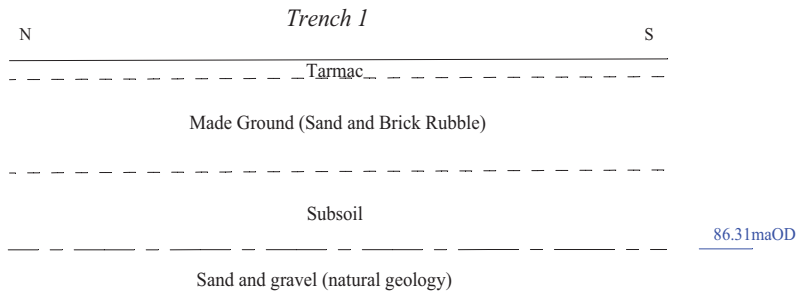 Trench 1
N S
Tarmac
Made Ground (Sand and Brick Rubble)
Subsoil
86.31maOD
Sand and gravel (natural geology)